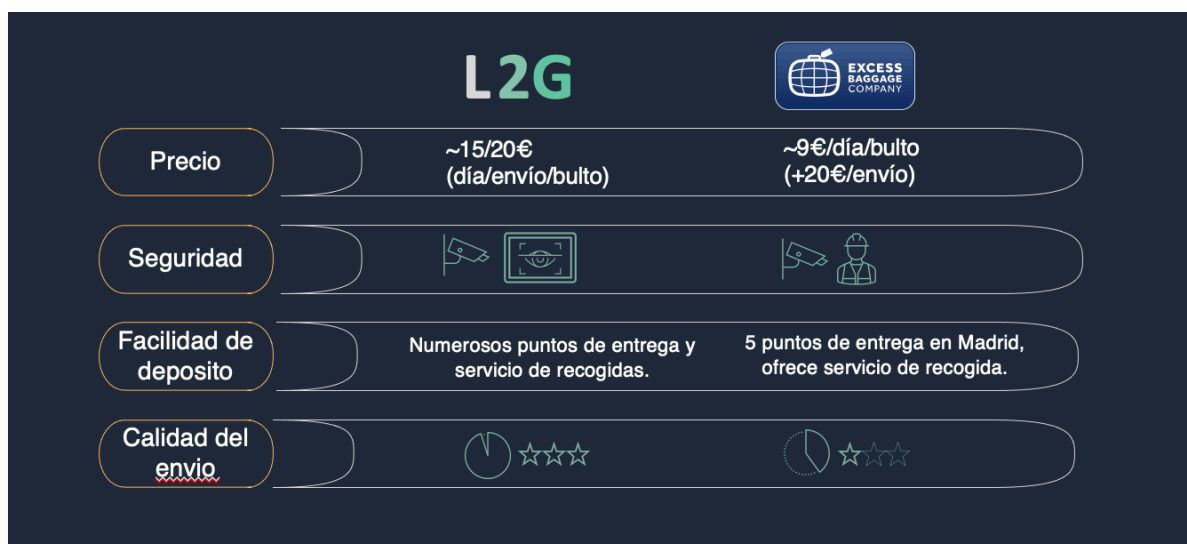 L2G
EXCESS
BAGGAGE
COMPANY
Precio
~15/20€
(día/envío/bulto)
~9€/día/bulto
(+20€/envío)
Seguridad
Facilidad de
deposito
Numerosos puntos de entrega y
servicio de recogidas.
5 puntos de entrega en Madrid,
ofrece servicio de recogida.
Calidad del
envio